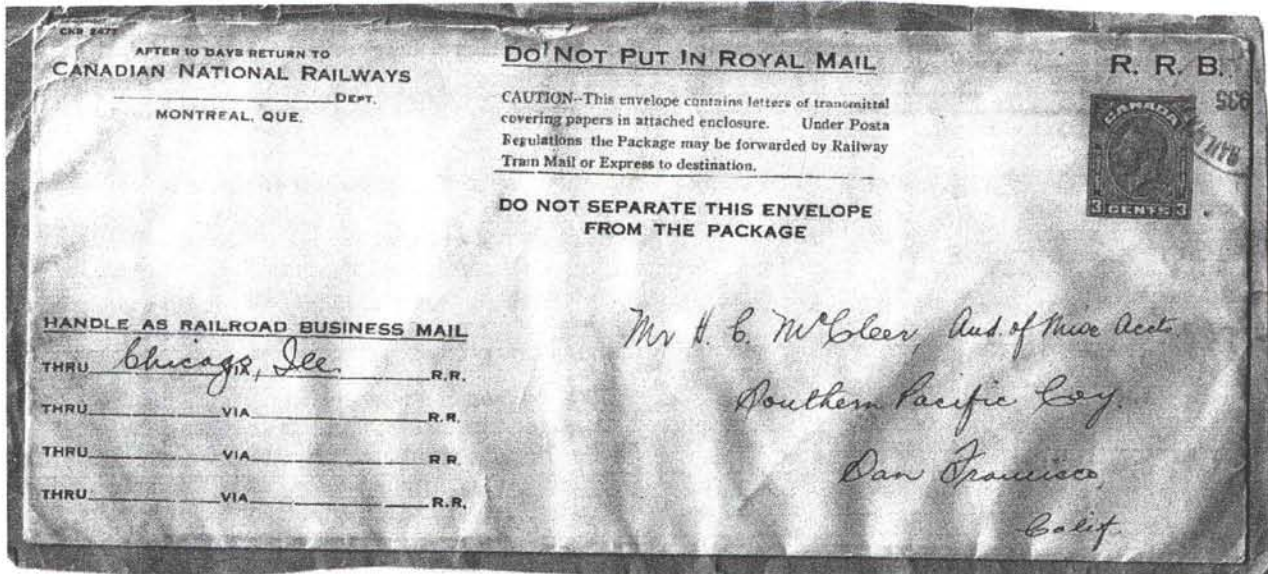 CNR 2477
AFTER 10 DAYS RETURN TO
CANADIAN NATIONAL RAILWAYS
DEPT.
MONTREAL, QUE.
DO NOT PUT IN ROYAL MAIL
CAUTION--This envelope contains letters of transmittal
covering papers in attached enclosure. Under Posta
Regulations the Package may be forwarded by Railway
Train Mail or Express to destination.
DO NOT SEPARATE THIS ENVELOPE
FROM THE PACKAGE
R. R. B.
CANADA
3 CENTS 3
HANDLE AS RAILROAD BUSINESS MAIL
THRU Chicago, Ill. VIA R.R.
THRU VIA R.R.
THRU VIA R.R.
THRU VIA R.R.
Mr H. C. McCleer, Aud. of Misc Accts
Southern Pacific Coy.
San Francisco,
Calif.